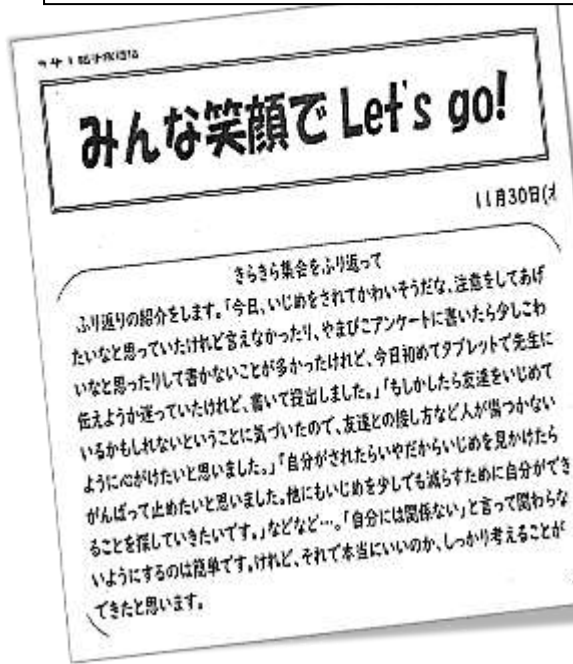 みんな笑顔で Let's go!
11月30日(
きらきら集会をふり返って
ふり返りの紹介をします。「今日、いじめをされてかわいそうだな、注意をしてあげ
たいなと思っていたけれど言えなかったり、やまびこアンケートに書いたら少しこわ
いなと思ったりして書かないことが多かったけれど、今日初めてタブレットで先生に
伝えようか迷っていたけれど、書いて提出しました。」「もしかしたら友達をいじめて
いるかもしれないということに気づいたので、友達との接し方など人が傷つかない
ように心がけたいと思いました。」「自分がされたらいやだからいじめを見かけたら
がんばって止めたいと思いました。他にもいじめを少しでも減らすために自分ができ
ることを探していきたいです。」などなど…。「自分には関係ない」と言って関わらな
いようにするのは簡単です。けれど、それで本当にいいのか、しっかり考えることが
できたと思います。